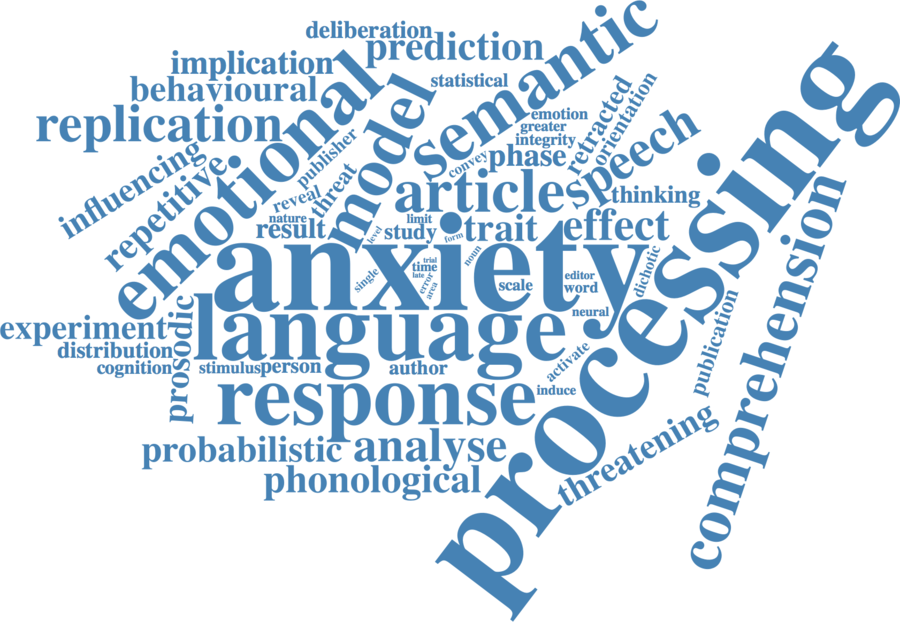 deliberation
prediction
semantic
implication
behavioural
statistical
emotional
model
replication
emotion
greater
integrity
retracted
orientation
publisher
convey
phase
speech
processing
influencing
repetitive
threat
reveal
articles
thinking
nature
result
limit
study
level
form
trait
effect
noun
anxiety
trial
time
late
error
area
single
scale
editor
word
dichotic
neural
comprehension
experiment
distribution
cognition
prosodic
language
stimulus
person
author
activate
induce
publication
response
threatening
probabilistic
analyse
phonological